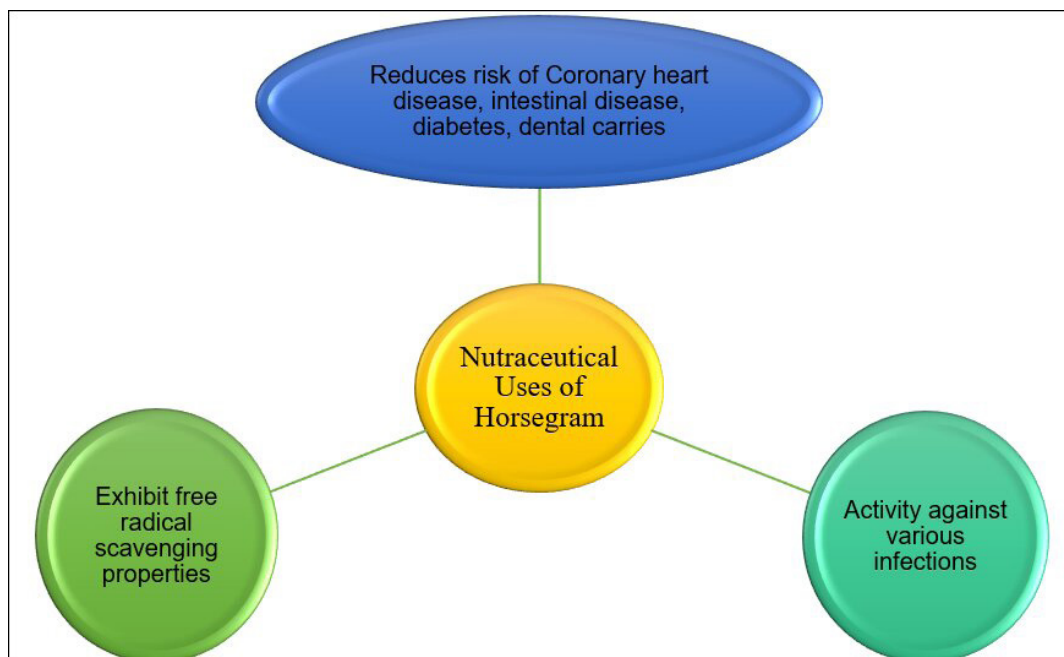 Reduces risk of Coronary heart
disease, intestinal disease,
diabetes, dental carries
Nutraceutical
Uses of
Horsegram
Exhibit free
radical
scavenging
properties
Activity against
various
infections